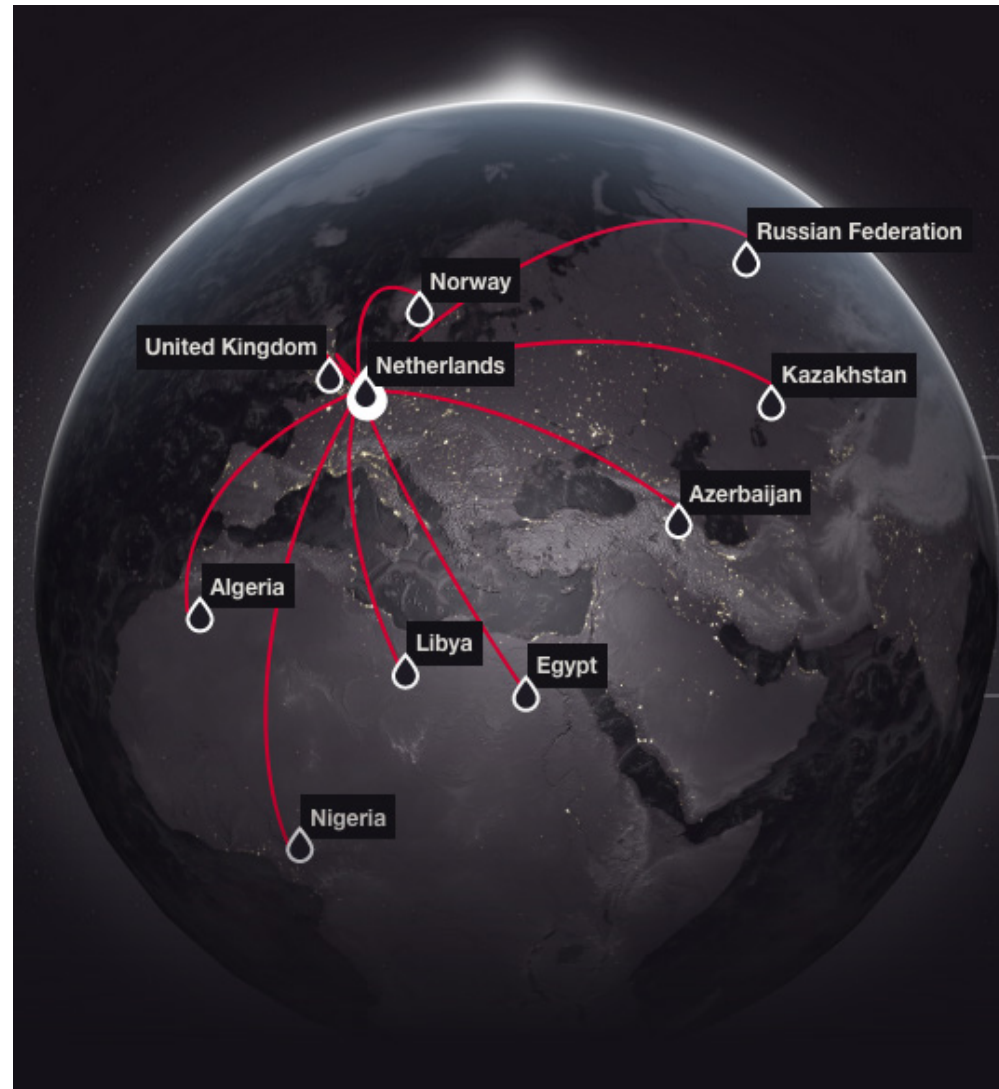 Russian Federation
Norway
United Kingdom
Netherlands
Kazakhstan
Azerbaijan
Algeria
Libya
Egypt
Nigeria